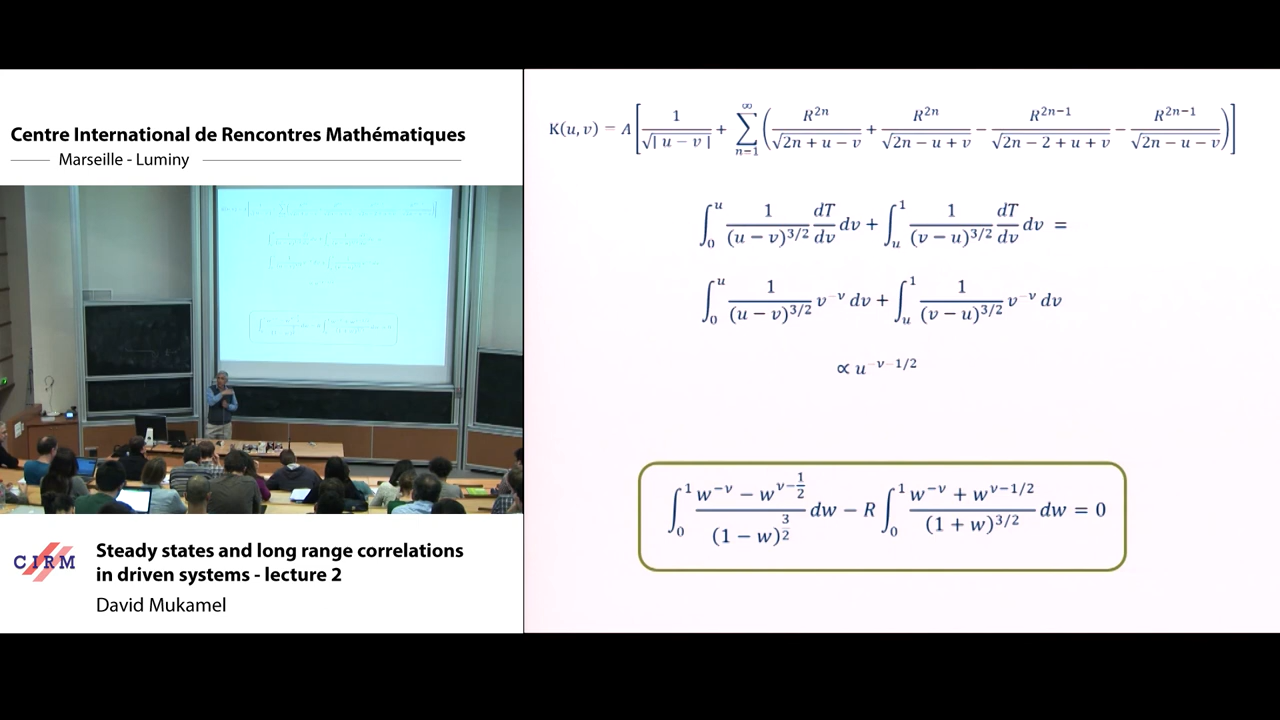 Centre International de Rencontres Mathématiques
Marseille - Luminy
K(u, v) = Λ [ 1/√|u − v| + ∑_{n=1}^{∞} ( R^{2n}/√(2n + u − v) + R^{2n}/√(2n − u + v) − R^{2n−1}/√(2n − 2 + u + v) − R^{2n−1}/√(2n − u − v) ) ]
∫_0^u 1/(u − v)^{3/2} dT/dv dv + ∫_u^1 1/(v − u)^{3/2} dT/dv dv =
∫_0^u 1/(u − v)^{3/2} v^{−ν} dv + ∫_u^1 1/(v − u)^{3/2} v^{−ν} dv
∝ u^{−ν−1/2}
∫_0^1 (w^{−ν} − w^{ν−1/2})/(1 − w)^{3/2} dw − R ∫_0^1 (w^{−ν} + w^{ν−1/2})/(1 + w)^{3/2} dw = 0
CIRM
Steady states and long range correlations
in driven systems - lecture 2
David Mukamel